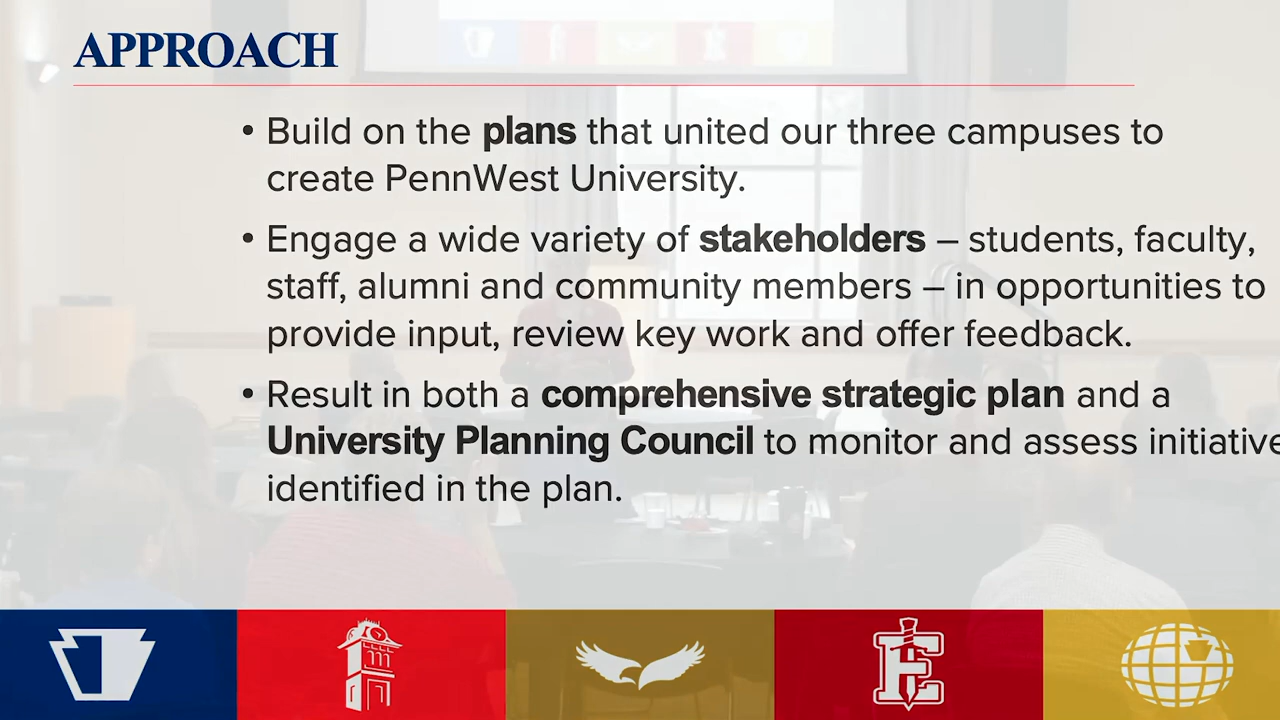 APPROACH
• Build on the plans that united our three campuses to
create PennWest University.
• Engage a wide variety of stakeholders – students, faculty,
staff, alumni and community members – in opportunities to
provide input, review key work and offer feedback.
• Result in both a comprehensive strategic plan and a
University Planning Council to monitor and assess initiative
identified in the plan.
E